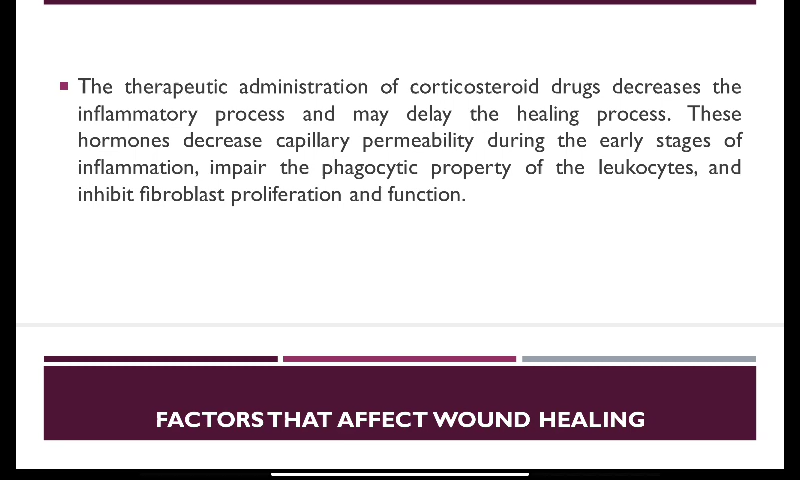 The therapeutic administration of corticosteroid drugs decreases the
inflammatory process and may delay the healing process. These
hormones decrease capillary permeability during the early stages of
inflammation, impair the phagocytic property of the leukocytes, and
inhibit fibroblast proliferation and function.
FACTORS THAT AFFECT WOUND HEALING